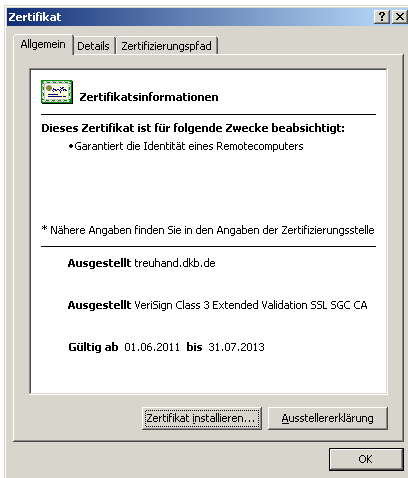 Zertifikat
Allgemein Details Zertifizierungspfad
Zertifikatsinformationen
Dieses Zertifikat ist für folgende Zwecke beabsichtigt:
•Garantiert die Identität eines Remotecomputers
* Nähere Angaben finden Sie in den Angaben der Zertifizierungsstelle
Ausgestellt treuhand.dkb.de
Ausgestellt VeriSign Class 3 Extended Validation SSL SGC CA
Gültig ab 01.06.2011 bis 31.07.2013
Zertifikat installieren... Ausstellererklärung
OK